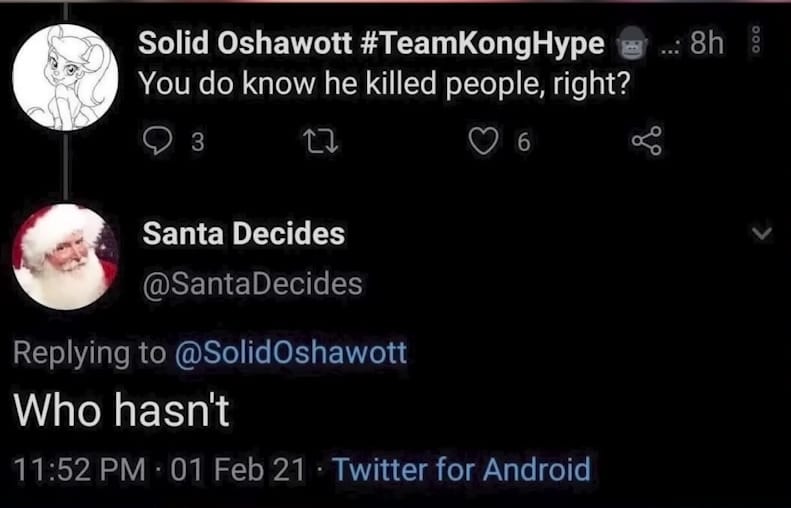 Solid Oshawott #TeamKongHype 🦍 ...: 8h
You do know he killed people, right?
3 6
Santa Decides
@SantaDecides
Replying to @SolidOshawott
Who hasn't
11:52 PM · 01 Feb 21 · Twitter for Android